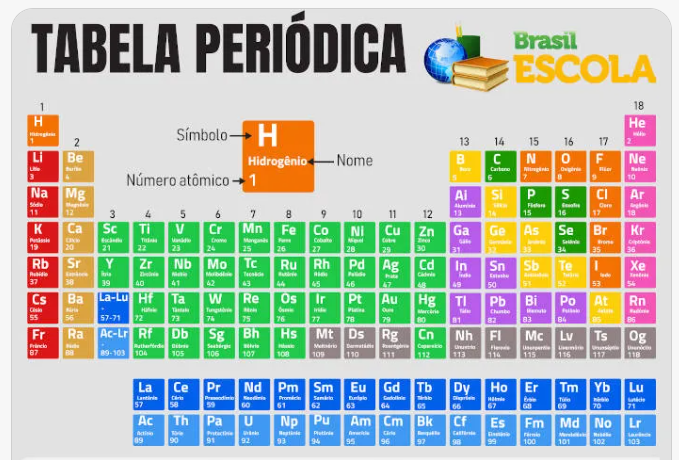 TABELA PERIÓDICA
Brasil
ESCOLA
1
18
H
Hidrogênio
1
He
Hélio
2
Símbolo
H
Hidrogênio
Nome
Número atômico
1
2
13 14 15 16 17
Li Be B C N O F Ne
Lítio Berílio Boro Carbono Nitrogênio Oxigênio Flúor Neônio
3 4 5 6 7 8 9 10
Na Mg Al Si P S Cl Ar
Sódio Magnésio Alumínio Silício Fósforo Enxofre Cloro Argônio
11 12 13 14 15 16 17 18
3 4 5 6 7 8 9 10 11 12
K Ca Sc Ti V Cr Mn Fe Co Ni Cu Zn Ga Ge As Se Br Kr
Potássio Cálcio Escândio Titânio Vanádio Cromo Manganês Ferro Cobalto Níquel Cobre Zinco Gálio Germânio Arsênio Selênio Bromo Criptônio
19 20 21 22 23 24 25 26 27 28 29 30 31 32 33 34 35 36
Rb Sr Y Zr Nb Mo Tc Ru Rh Pd Ag Cd In Sn Sb Te I Xe
Rubídio Estrôncio Ítrio Zircônio Nióbio Molibdênio Tecnécio Rutênio Ródio Paládio Prata Cádmio Índio Estanho Antimônio Telúrio Iodo Xenônio
37 38 39 40 41 42 43 44 45 46 47 48 49 50 51 52 53 54
Cs Ba La-Lu Hf Ta W Re Os Ir Pt Au Hg Tl Pb Bi Po At Rn
Césio Bário - Háfnio Tântalo Tungstênio Rênio Ósmio Irídio Platina Ouro Mercúrio Tálio Chumbo Bismuto Polônio Astato Radônio
55 56 57-71 72 73 74 75 76 77 78 79 80 81 82 83 84 85 86
Fr Ra Ac-Lr Rf Db Sg Bh Hs Mt Ds Rg Cn Nh Fl Mc Lv Ts Og
Frâncio Rádio - Rutherfórdio Dúbnio Seabórgio Bóhrio Hássio Meitnério Darmstádio Roentgênio Copernício Nihônio Fleróvio Moscóvio Livermório Tennesso Oganessônio
87 88 89-103 104 105 106 107 108 109 110 111 112 113 114 115 116 117 118
La Ce Pr Nd Pm Sm Eu Gd Tb Dy Ho Er Tm Yb Lu
Lantânio Cério Praseodímio Neodímio Promécio Samário Európio Gadolínio Térbio Disprósio Hólmio Érbio Túlio Itérbio Lutécio
57 58 59 60 61 62 63 64 65 66 67 68 69 70 71
Ac Th Pa U Np Pu Am Cm Bk Cf Es Fm Md No Lr
Actínio Tório Protactínio Urânio Neptúnio Plutônio Amerício Cúrio Berquélio Califórnio Einstênio Férmio Mendelévio Nobélio Laurêncio
89 90 91 92 93 94 95 96 97 98 99 100 101 102 103